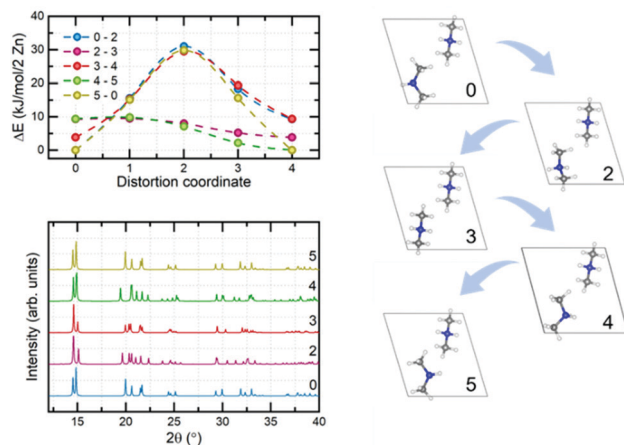 40
30
20
10
0
ΔE (kJ/mol/2 Zn)
0 - 2
2 - 3
3 - 4
4 - 5
5 - 0
0 1 2 3 4
Distortion coordinate
Intensity (arb. units)
5
4
3
2
0
15 20 25 30 35 40
2θ (°)
0
2
3
4
5